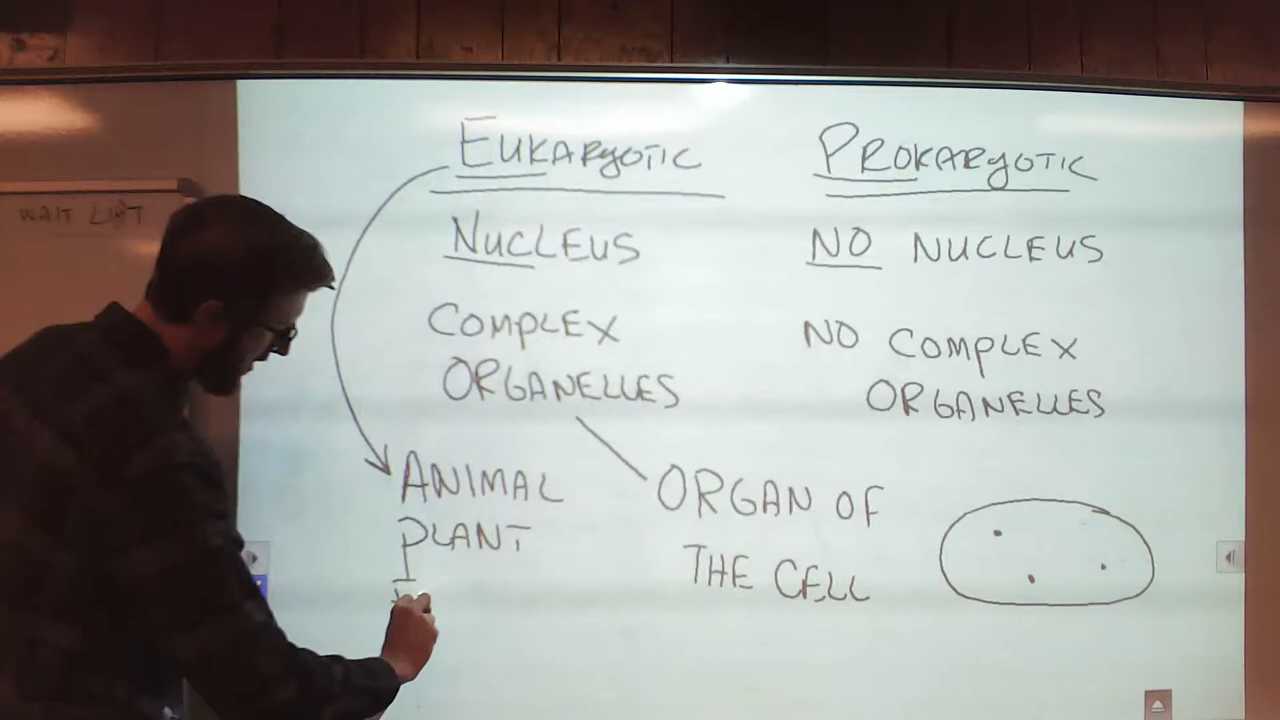 WAIT LIST
EUKARYOTIC
NUCLEUS
COMPLEX
ORGANELLES
ANIMAL
PLANT
PROKARYOTIC
NO NUCLEUS
NO COMPLEX
ORGANELLES
ORGAN OF
THE CELL